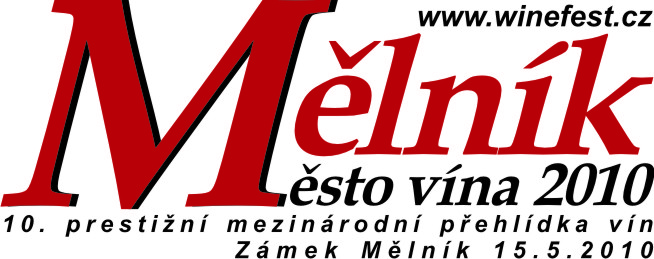 www.winefest.cz
Mělník
Město vína 2010
10. prestižní mezinárodní přehlídka vín
Zámek Mělník 15.5.2010